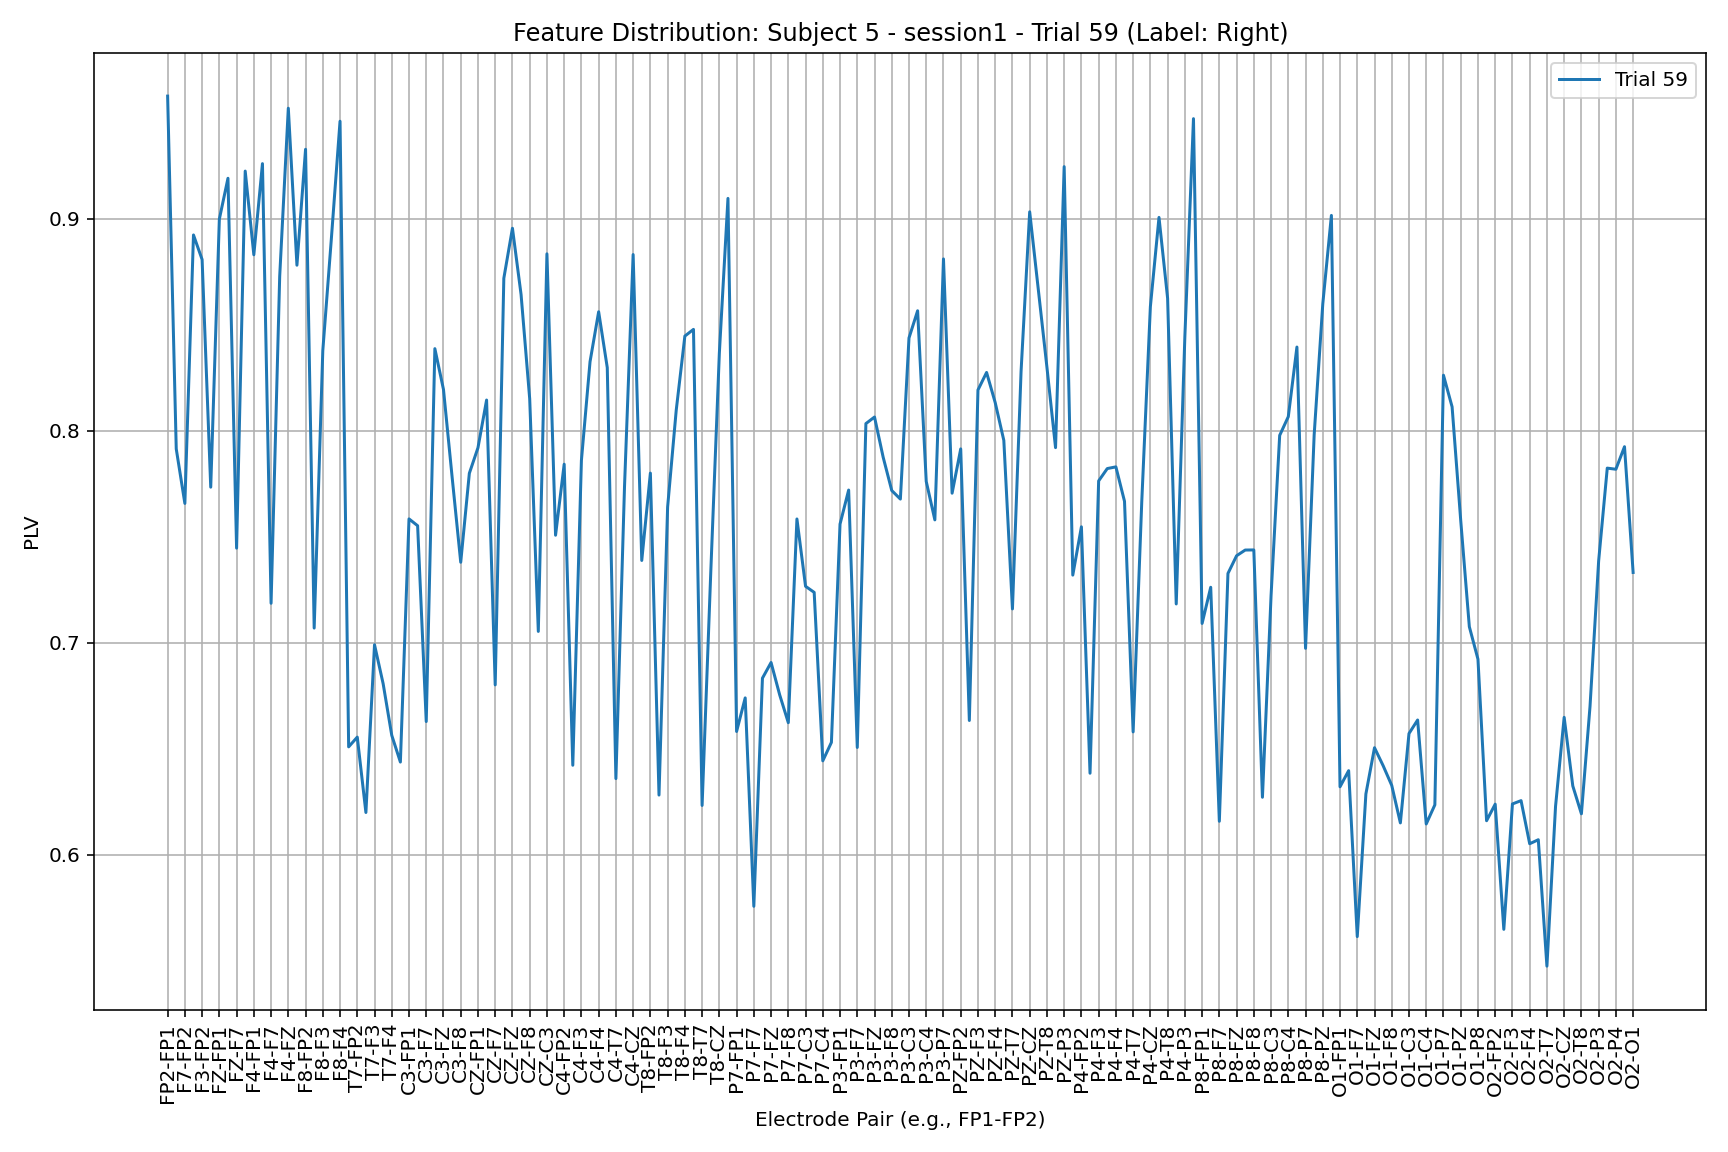 Feature Distribution: Subject 5 - session1 - Trial 59 (Label: Right)
Trial 59
PLV
0.9
0.8
0.7
0.6
FP2-FP1
F7-FP2
F3-FP2
FZ-FP1
FZ-F7
F4-FP1
F4-F7
F4-FZ
F8-FP2
F8-F3
F8-F4
T7-FP2
T7-F3
T7-F4
C3-FP1
C3-F7
C3-FZ
C3-F8
CZ-FP1
CZ-F7
CZ-FZ
CZ-F8
CZ-C3
C4-FP2
C4-F3
C4-F4
C4-T7
C4-CZ
T8-FP2
T8-F3
T8-F4
T8-T7
T8-CZ
P7-FP1
P7-F7
P7-FZ
P7-F8
P7-C3
P7-C4
P3-FP1
P3-F7
P3-FZ
P3-F8
P3-C3
P3-C4
P3-P7
PZ-FP2
PZ-F3
PZ-F4
PZ-T7
PZ-CZ
PZ-T8
PZ-P3
P4-FP2
P4-F3
P4-F4
P4-T7
P4-CZ
P4-T8
P4-P3
P8-FP1
P8-F7
P8-FZ
P8-F8
P8-C3
P8-C4
P8-P7
P8-PZ
O1-FP1
O1-F7
O1-FZ
O1-F8
O1-C3
O1-C4
O1-P7
O1-PZ
O1-P8
O2-FP2
O2-F3
O2-F4
O2-T7
O2-CZ
O2-T8
O2-P3
O2-P4
O2-O1
Electrode Pair (e.g., FP1-FP2)